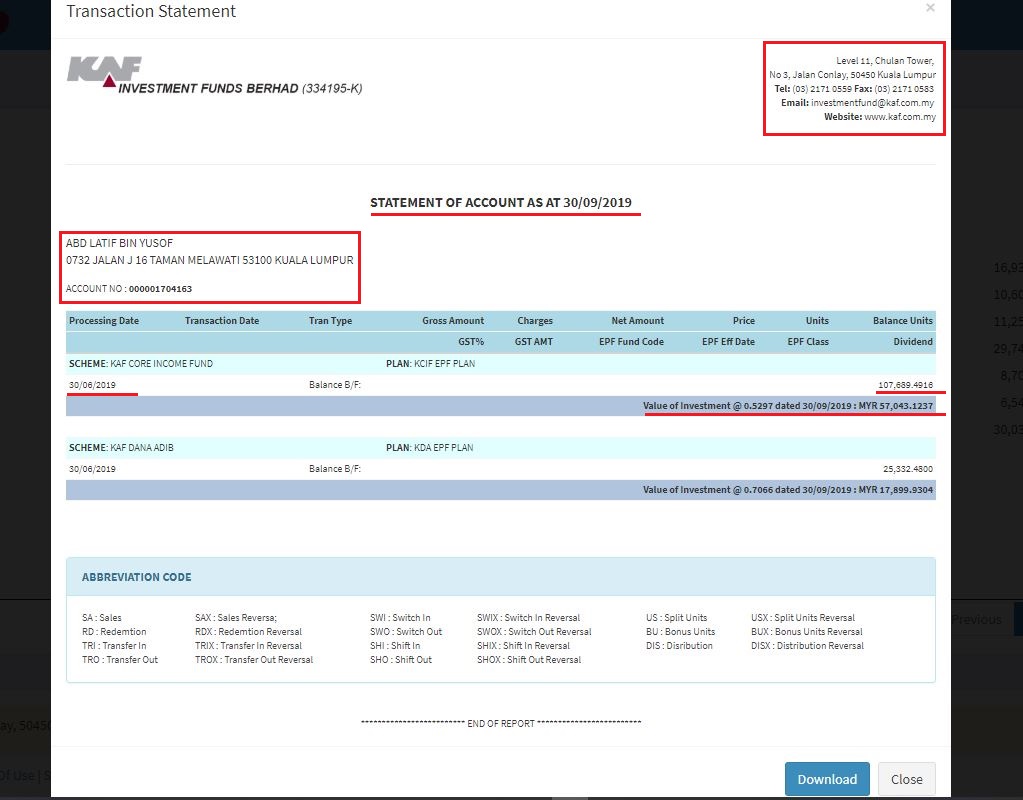 Transaction Statement
×
KAF
INVESTMENT FUNDS BERHAD (334195-K)
Level 11, Chulan Tower,
No 3, Jalan Conlay, 50450 Kuala Lumpur
Tel: (03) 2171 0559 Fax: (03) 2171 0583
Email: investmentfund@kaf.com.my
Website: www.kaf.com.my
STATEMENT OF ACCOUNT AS AT 30/09/2019
ABD LATIF BIN YUSOF
0732 JALAN J 16 TAMAN MELAWATI 53100 KUALA LUMPUR
ACCOUNT NO : 000001704163
Processing Date Transaction Date Tran Type Gross Amount Charges Net Amount Price Units Balance Units
GST% GST AMT EPF Fund Code EPF Eff Date EPF Class Dividend
SCHEME: KAF CORE INCOME FUND PLAN: KCIF EPF PLAN
30/06/2019 Balance B/F: 107,689.4916
Value of Investment @ 0.5297 dated 30/09/2019 : MYR 57,043.1237
SCHEME: KAF DANA ADIB PLAN: KDA EPF PLAN
30/06/2019 Balance B/F: 25,332.4800
Value of Investment @ 0.7066 dated 30/09/2019 : MYR 17,899.9304
ABBREVIATION CODE
SA : Sales SAX : Sales Reversa; SWI : Switch In SWIX : Switch In Reversal US : Split Units USX : Split Units Reversal
RD : Redemtion RDX : Redemtion Reversal SWO : Switch Out SWOX : Switch Out Reversal BU : Bonus Units BUX : Bonus Units Reversal
TRI : Transfer In TRIX : Transfer In Reversal SHI : Shift In SHIX : Shift In Reversal DIS : Disribution DISX : Distribution Reversal
TRO : Transfer Out TROX : Transfer Out Reversal SHO : Shift Out SHOX : Shift Out Reversal
************************* END OF REPORT *************************
Download Close
16,93
10,60
11,25
29,74
8,70
6,54
30,03
Previous
ay, 5045
Of Use | S